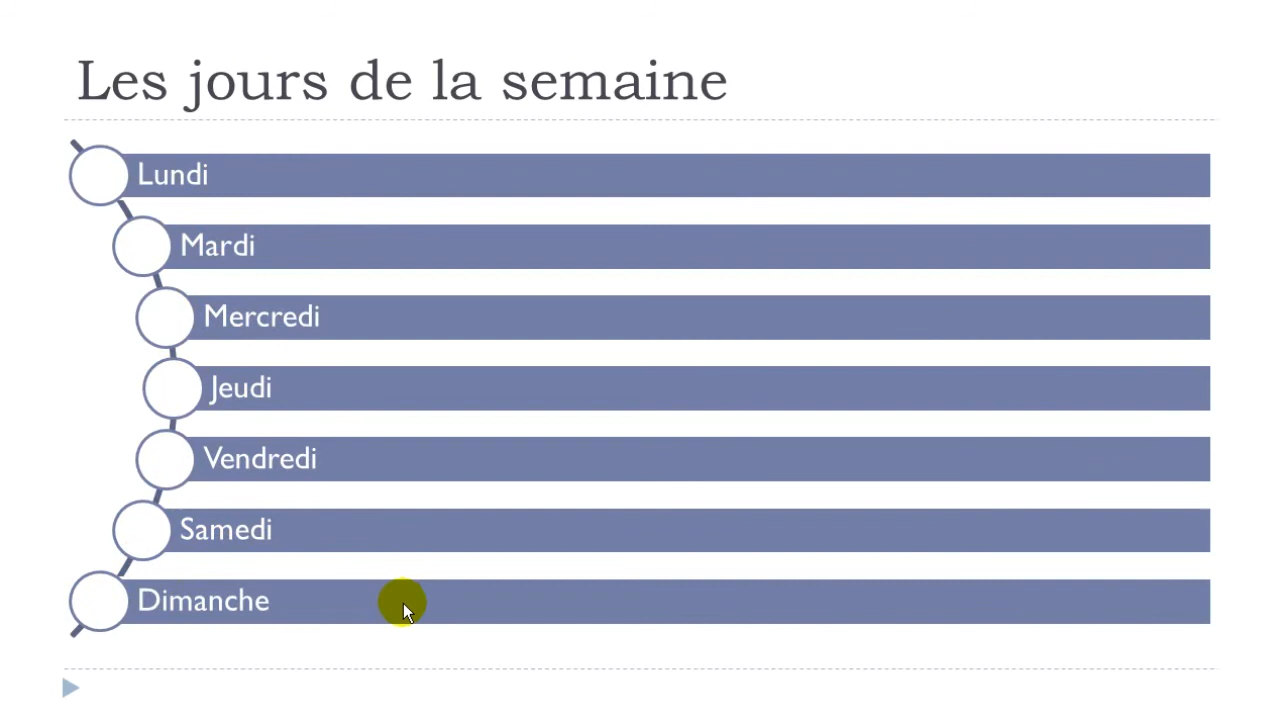 Les jours de la semaine
Lundi
Mardi
Mercredi
Jeudi
Vendredi
Samedi
Dimanche